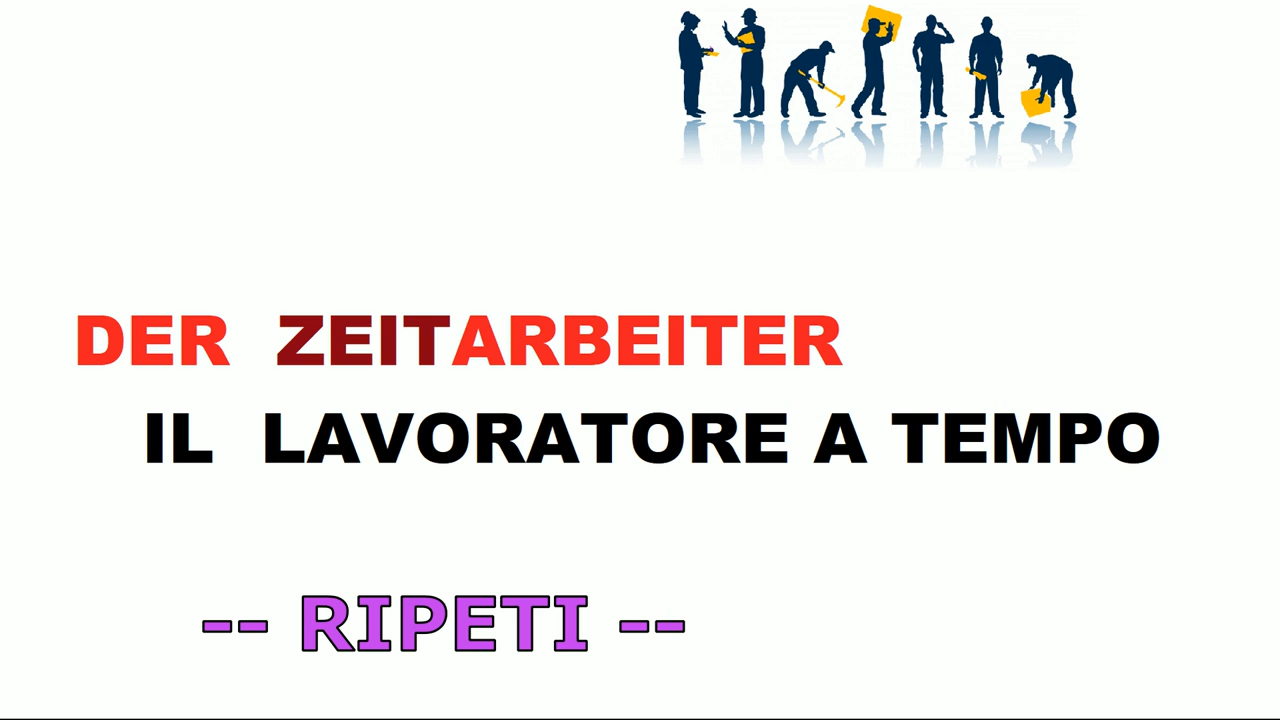 DER ZEITARBEITER
IL LAVORATORE A TEMPO
-- RIPETI --